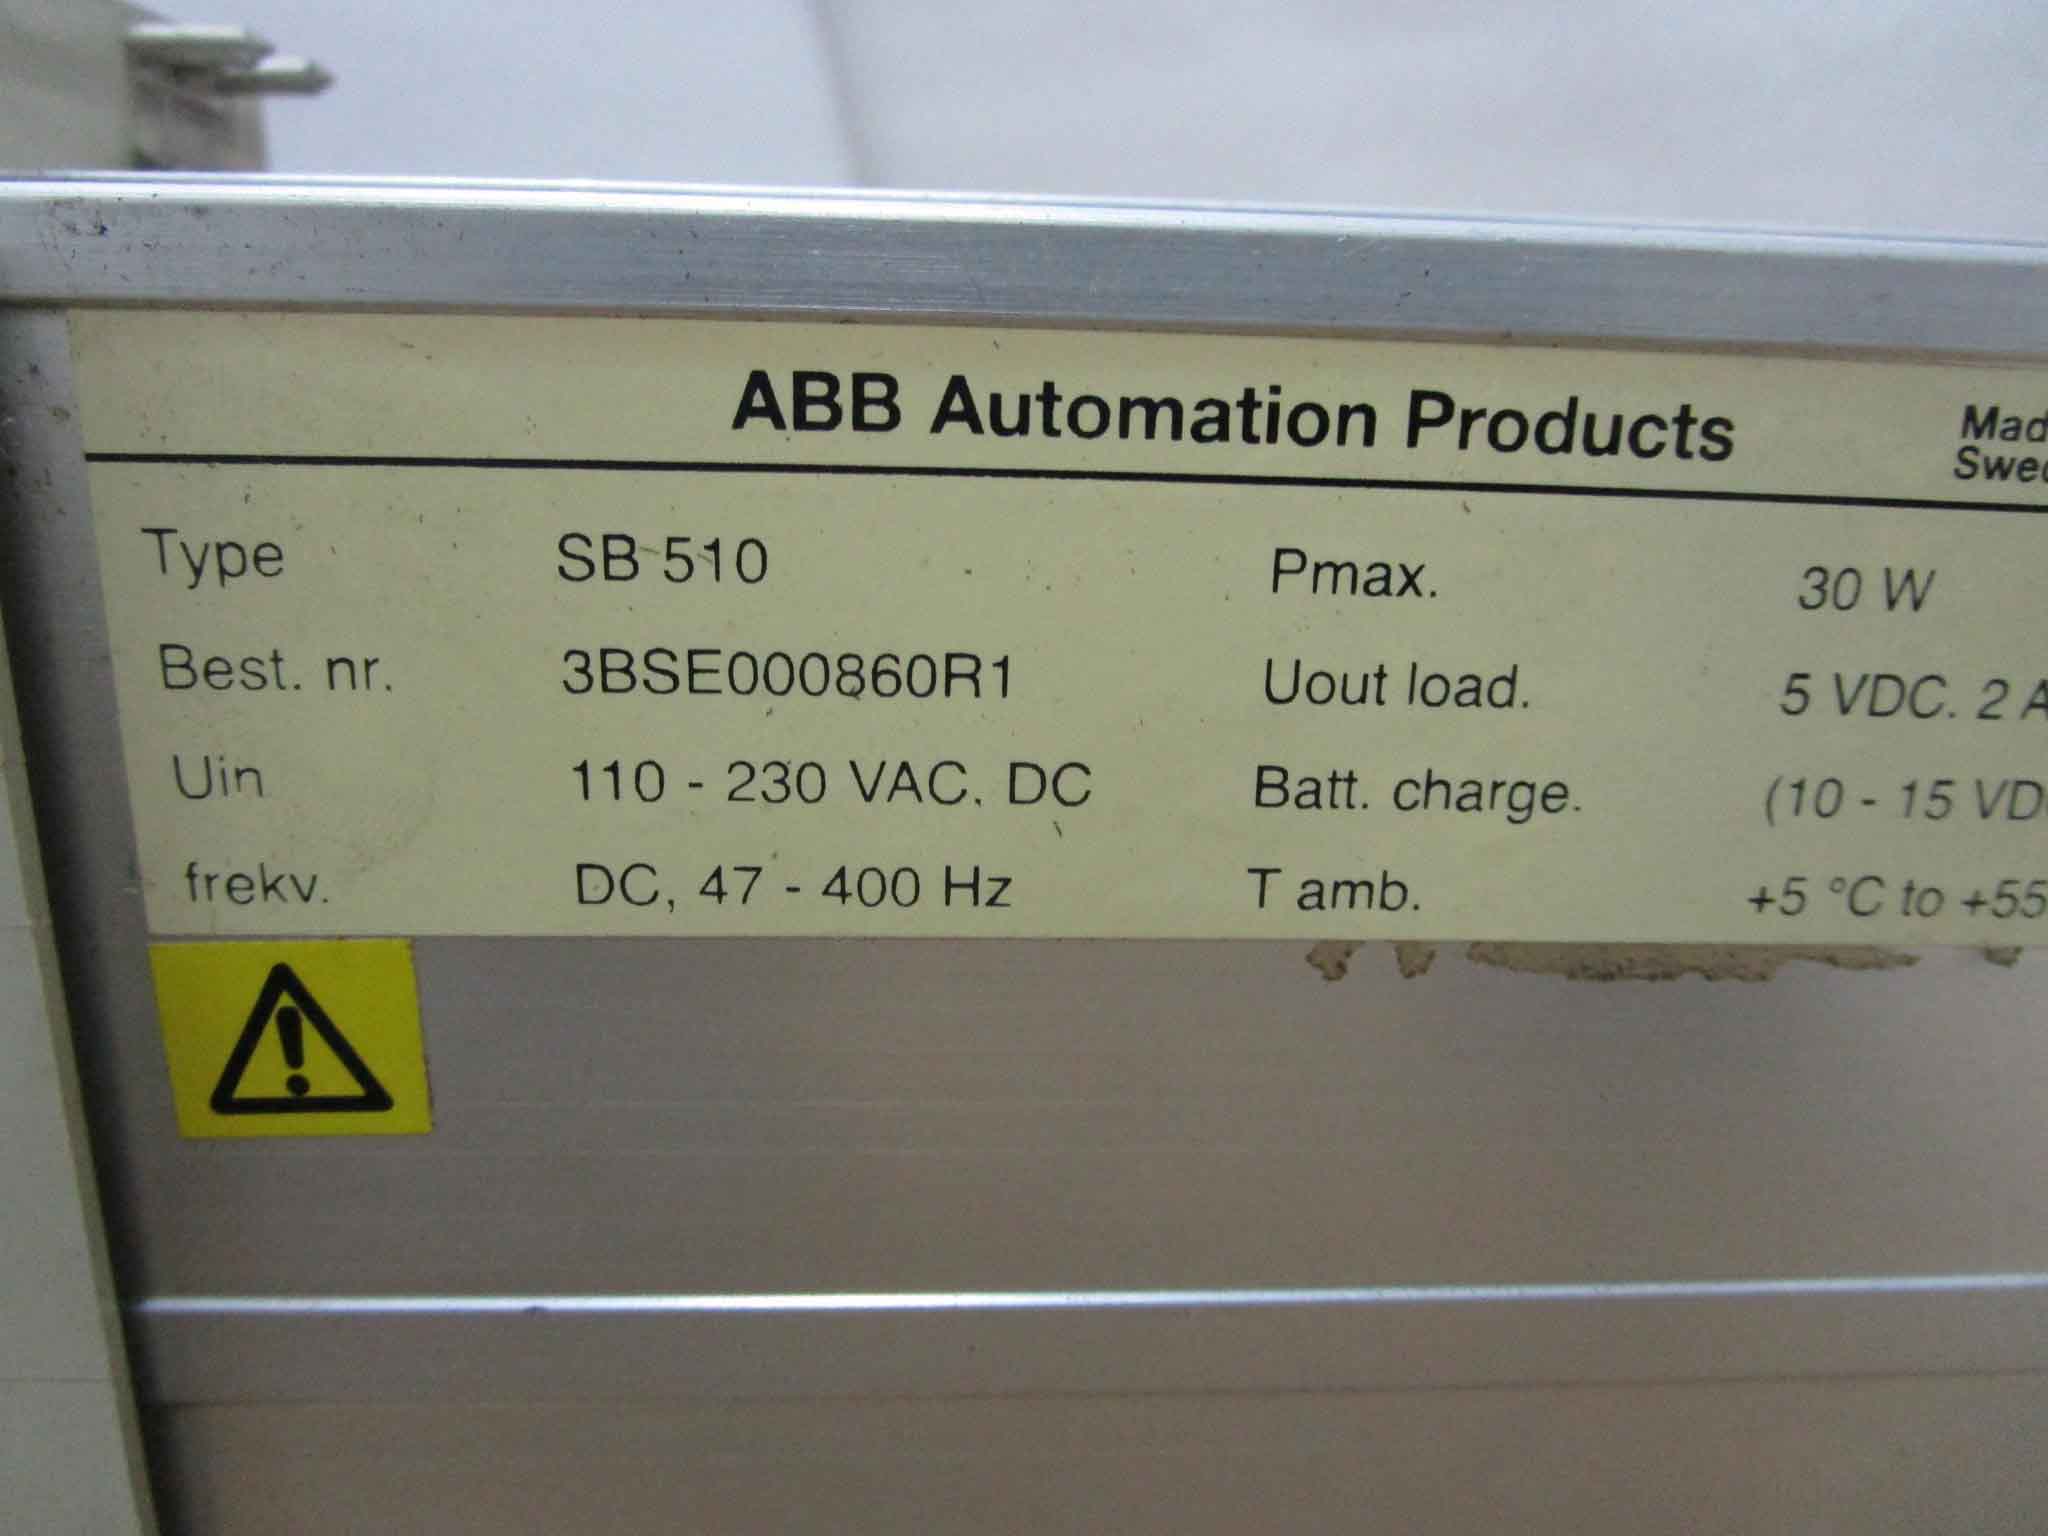 ABB Automation Products
Mad
Swed
Type SB 510 Pmax. 30 W
Best. nr. 3BSE000860R1 Uout load. 5 VDC. 2 A
Uin 110 - 230 VAC. DC Batt. charge. (10 - 15 VD
frekv. DC, 47 - 400 Hz T amb. +5 °C to +55